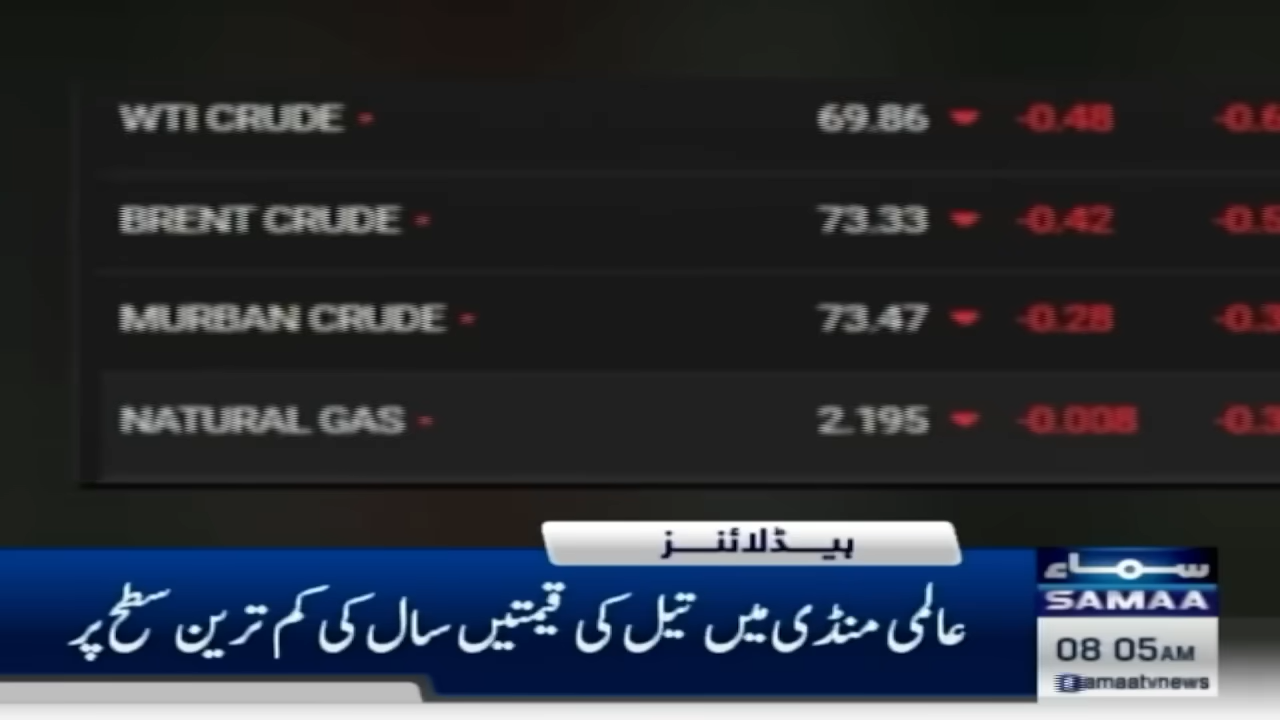 WTI CRUDE - 69.86 ▼ -0.48
BRENT CRUDE - 73.33 ▼ -0.42
MURBAN CRUDE - 73.47 ▼ -0.28
NATURAL GAS - 2.195 ▼ -0.008
ہیڈلائنز
عالمی منڈی میں تیل کی قیمتیں سال کی کم ترین سطح پر
سماء
SAMAA
08 05 AM
samaatvnews